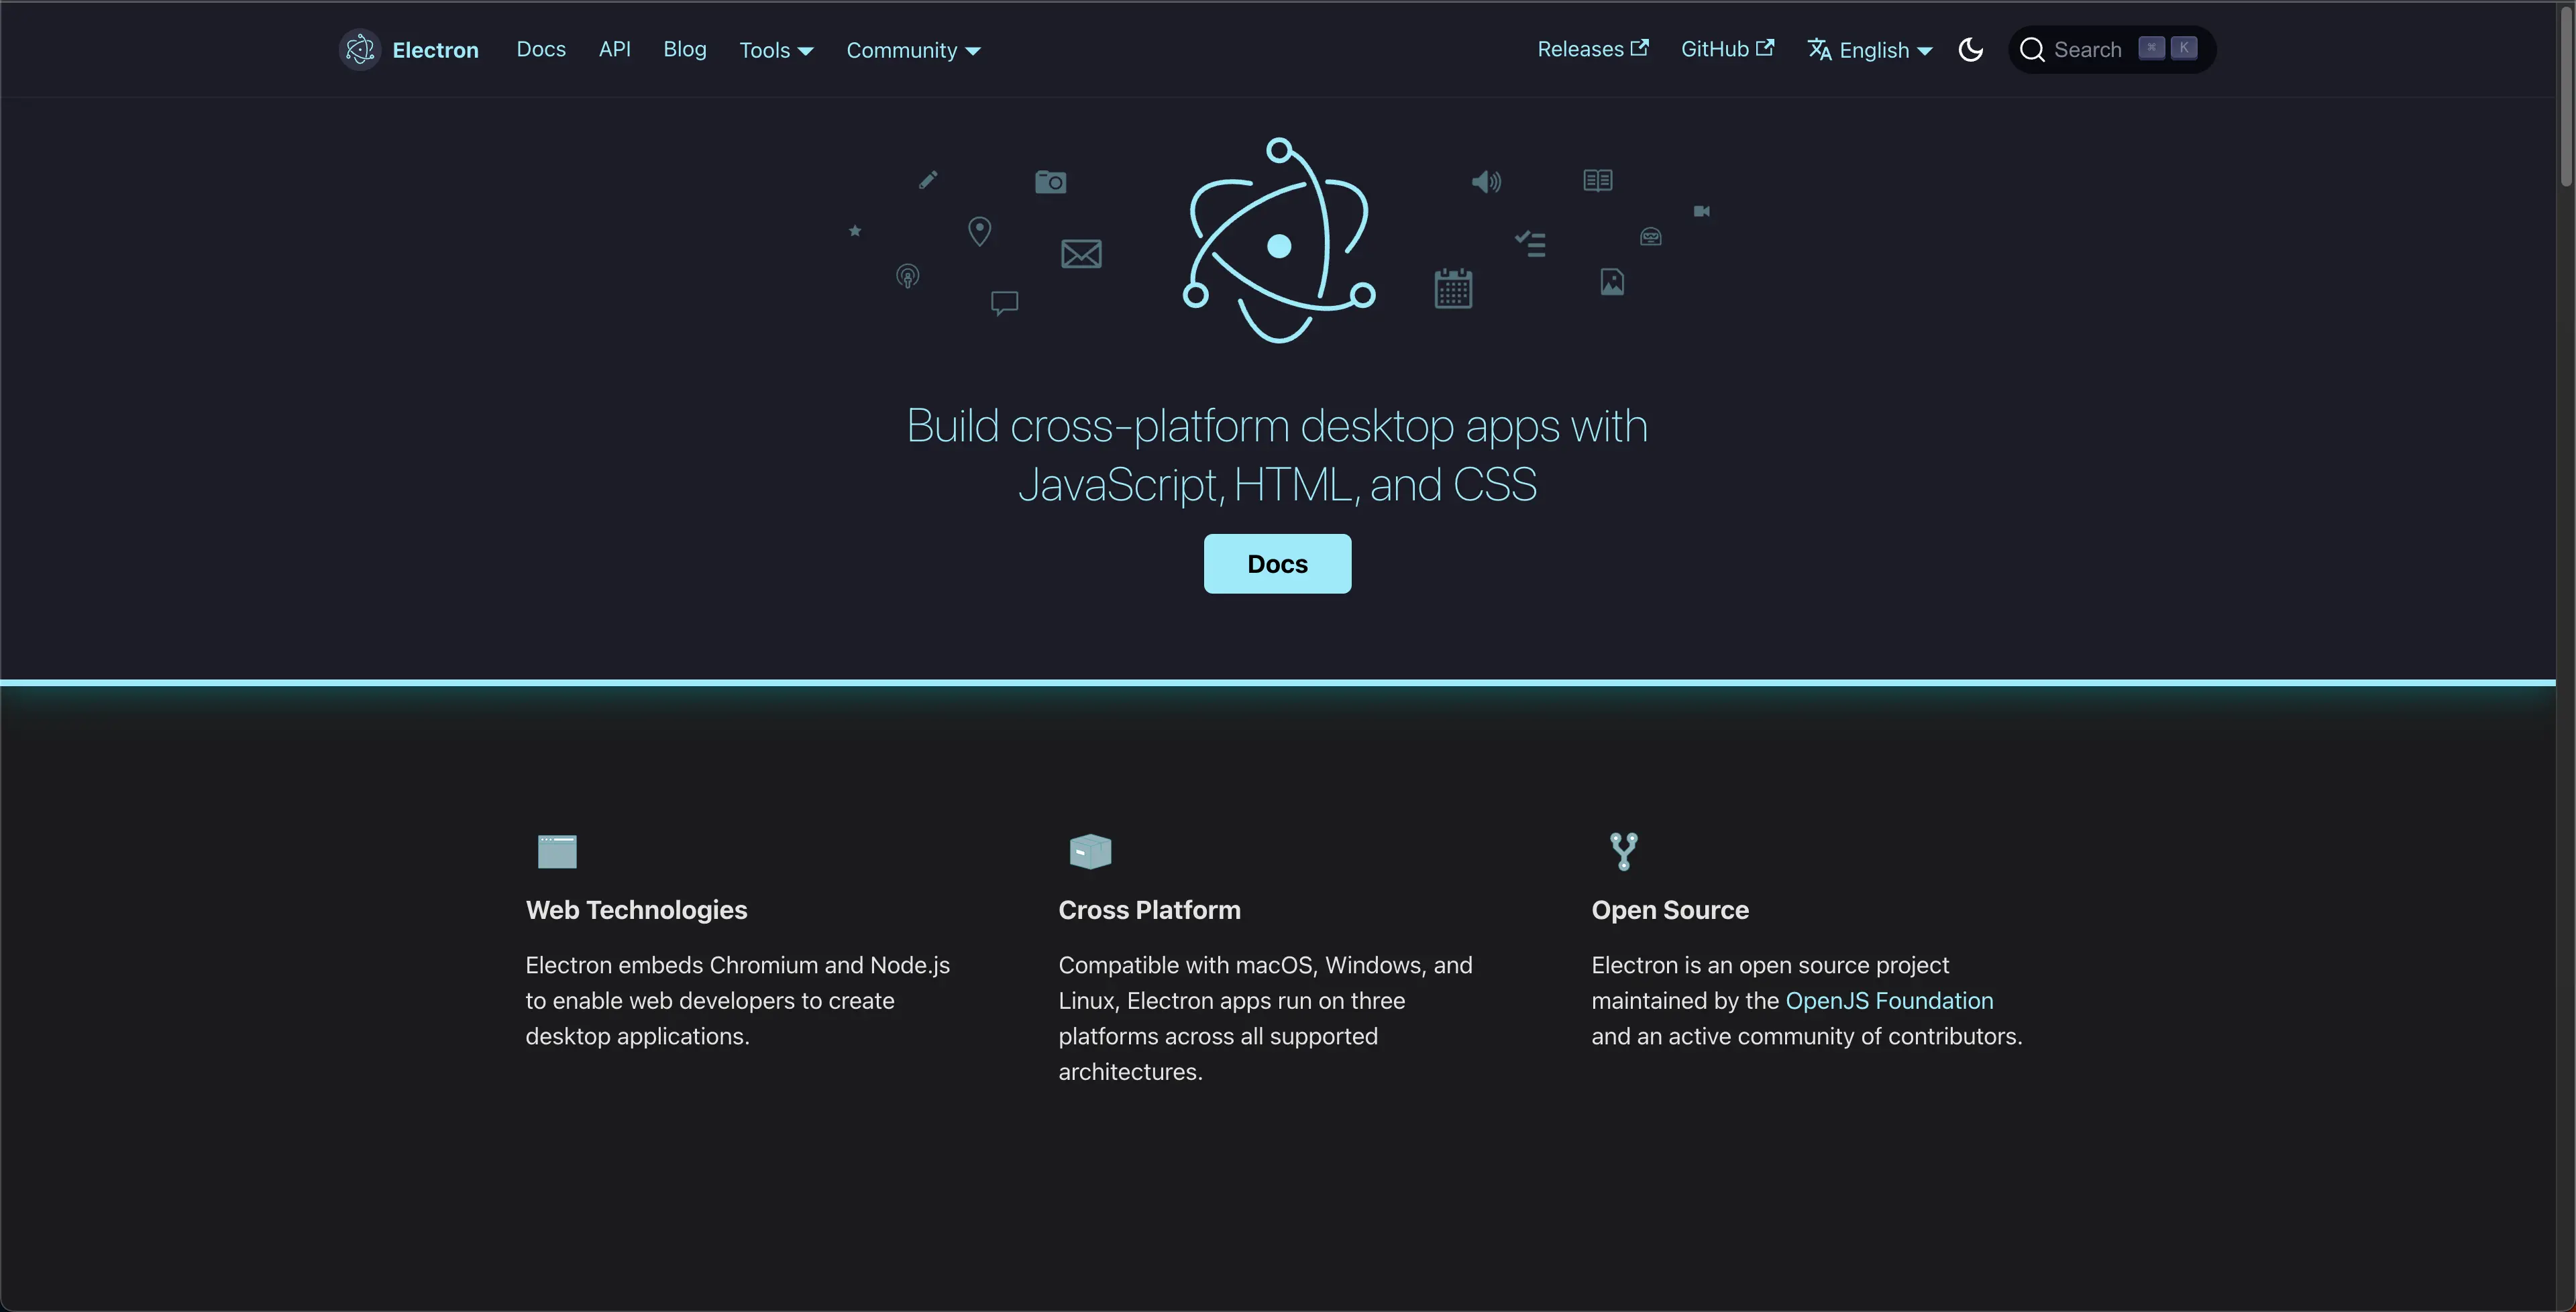 Electron Docs API Blog Tools Community Releases GitHub English Search ⌘ K
Build cross-platform desktop apps with
JavaScript, HTML, and CSS
Docs
Web Technologies
Electron embeds Chromium and Node.js
to enable web developers to create
desktop applications.
Cross Platform
Compatible with macOS, Windows, and
Linux, Electron apps run on three
platforms across all supported
architectures.
Open Source
Electron is an open source project
maintained by the OpenJS Foundation
and an active community of contributors.